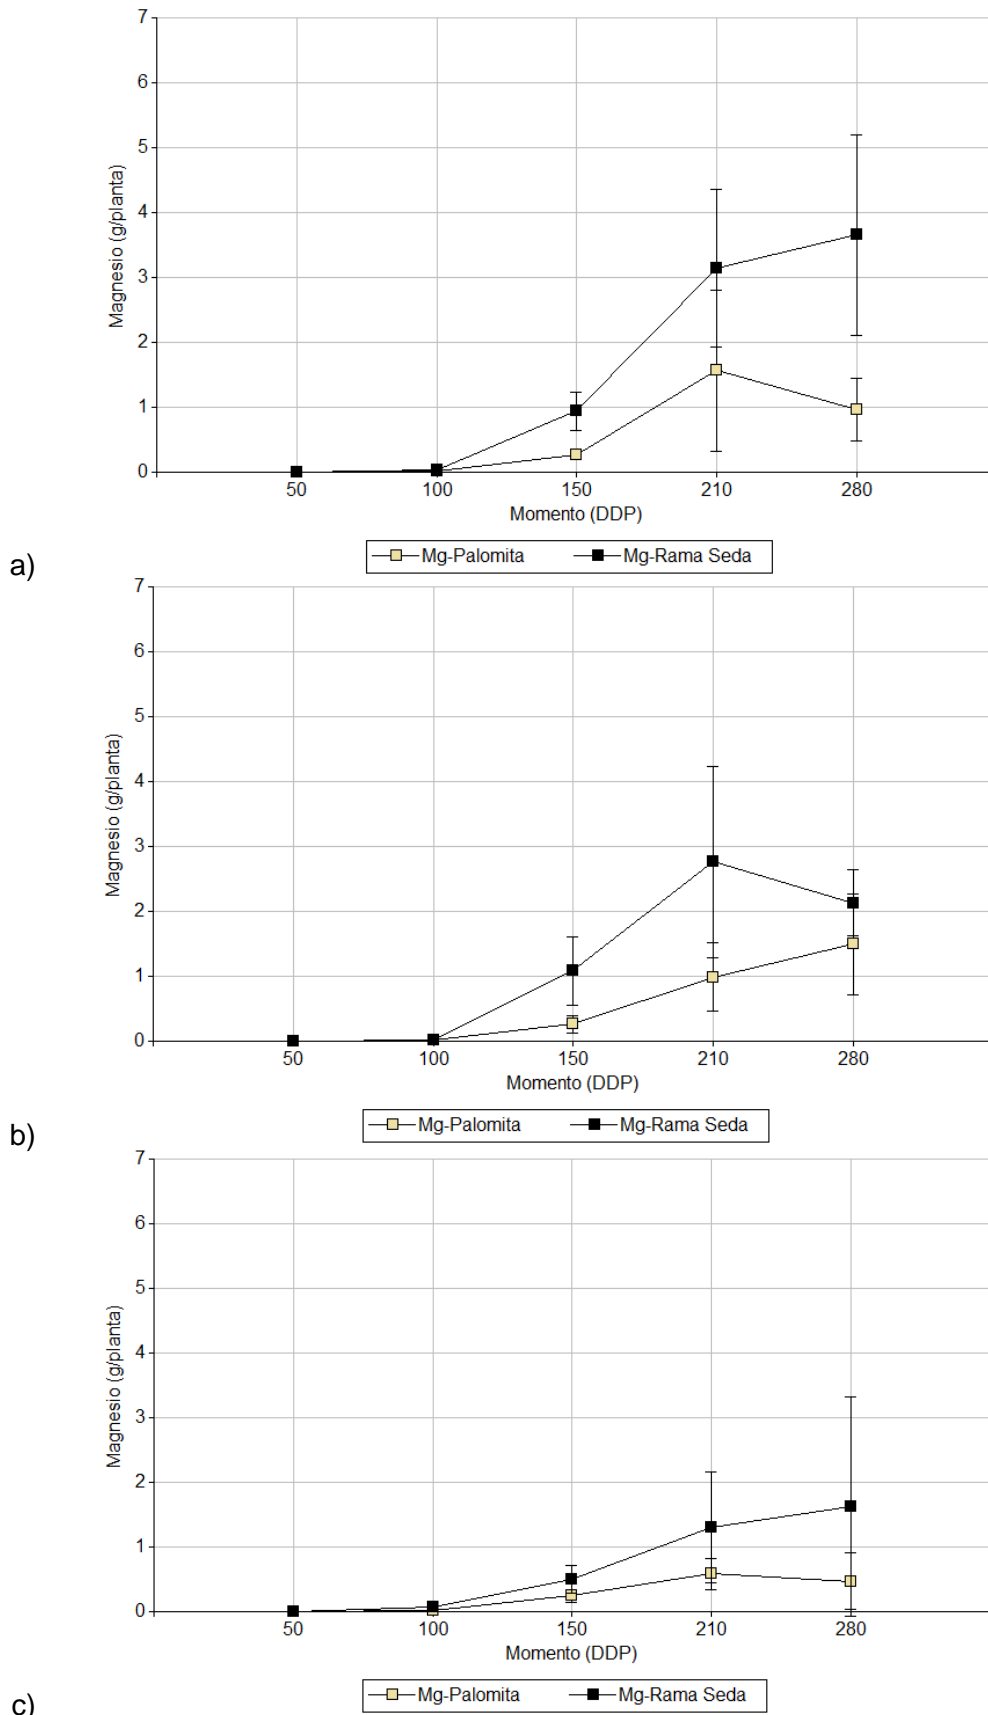 7
6
5
4
3
2
1
0
Magnesio (g/planta)
50 100 150 210 280
Momento (DDP)
Mg-Palomita Mg-Rama Seda
a)
7
6
5
4
3
2
1
0
Magnesio (g/planta)
50 100 150 210 280
Momento (DDP)
Mg-Palomita Mg-Rama Seda
b)
7
6
5
4
3
2
1
0
Magnesio (g/planta)
50 100 150 210 280
Momento (DDP)
Mg-Palomita Mg-Rama Seda
c)